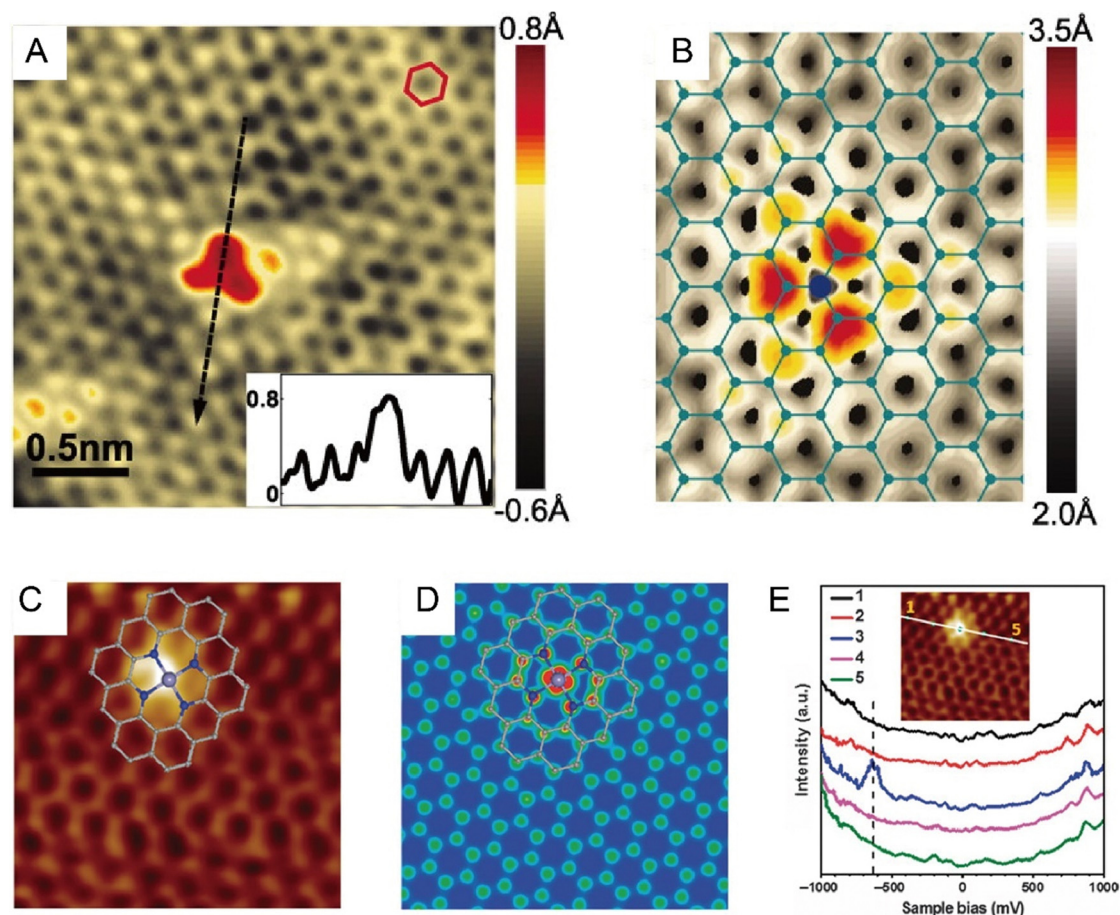 A
0.8Å
-0.6Å
0.5nm
0.8
0
B
3.5Å
2.0Å
C
D
E
1
2
3
4
5
1
5
Intensity (a.u.)
−1000
−500
0
500
1000
Sample bias (mV)